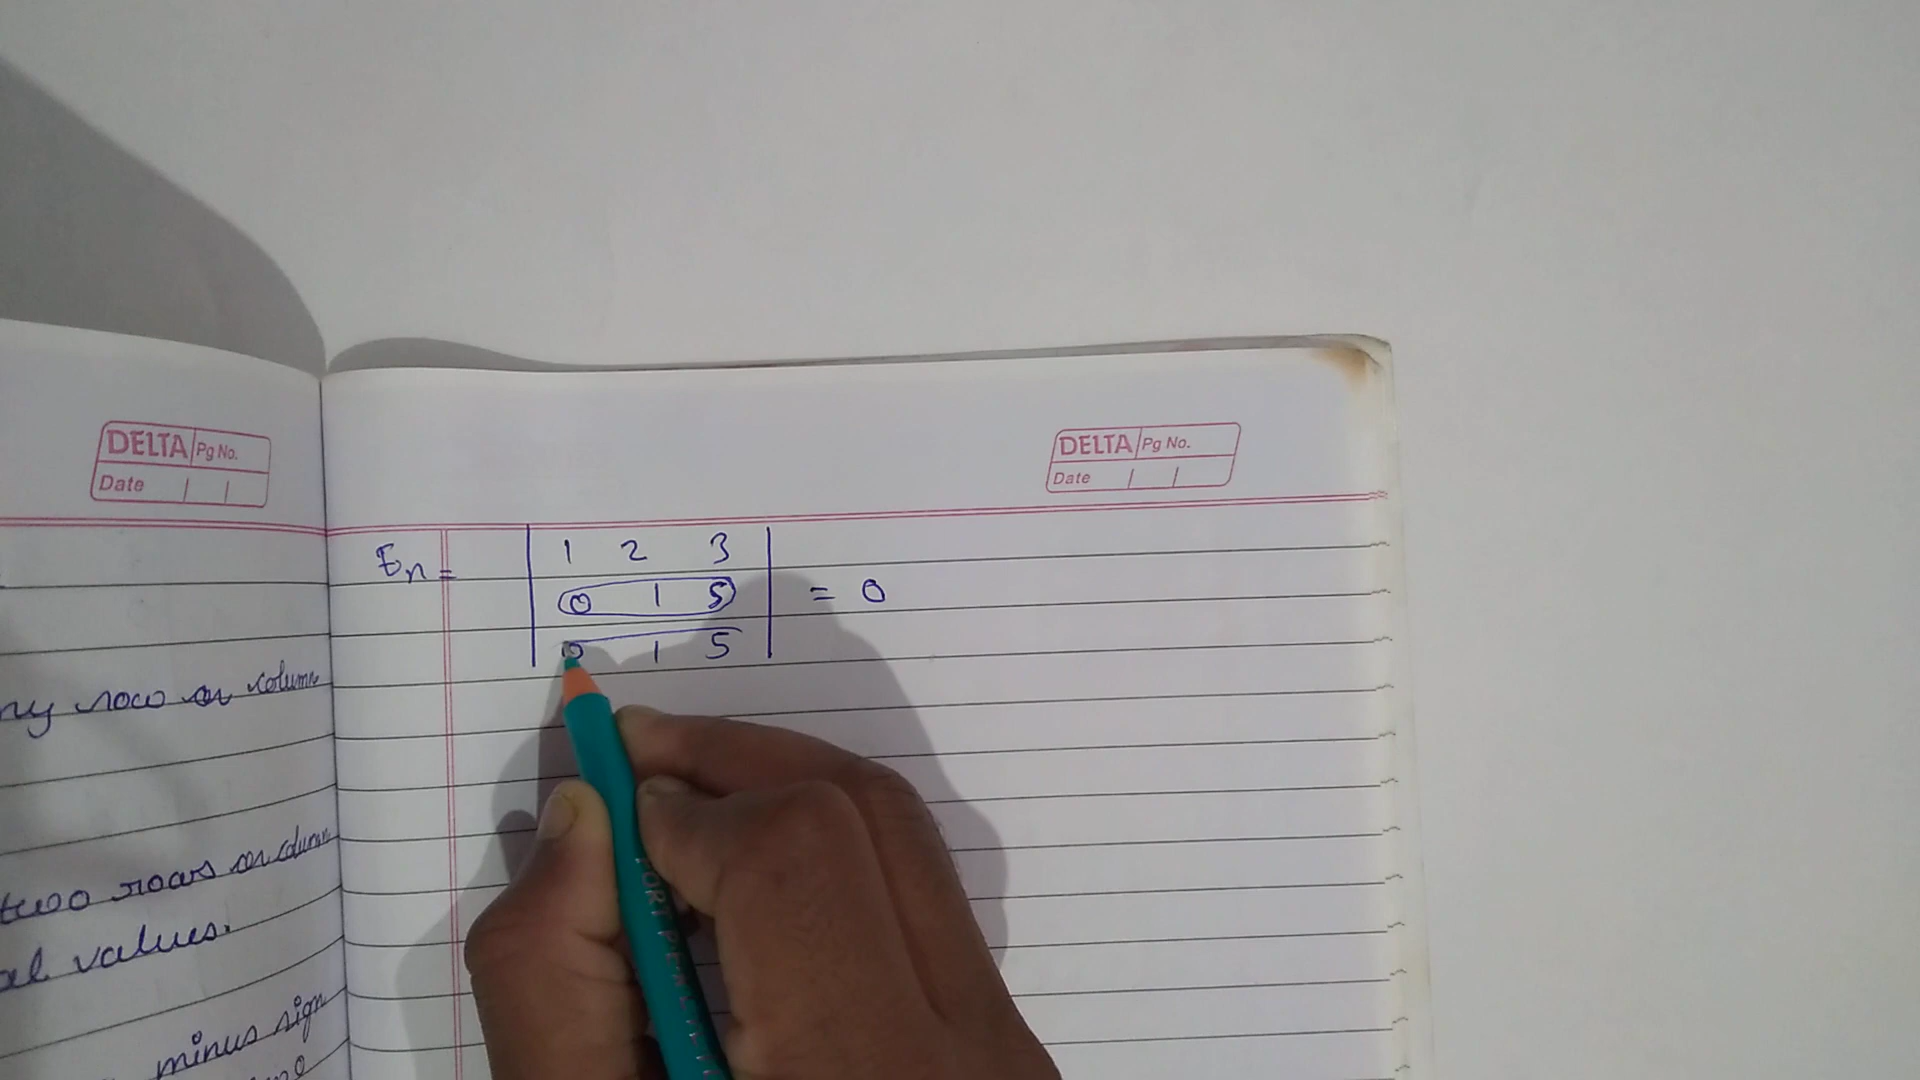 DELTA Pg No.
Date / /
ny row or column
two rows or column
al values.
minus sign
DELTA Pg No.
Date / /
En = | 1 2 3 |
| 0 1 5 | = 0
| 0 1 5 |